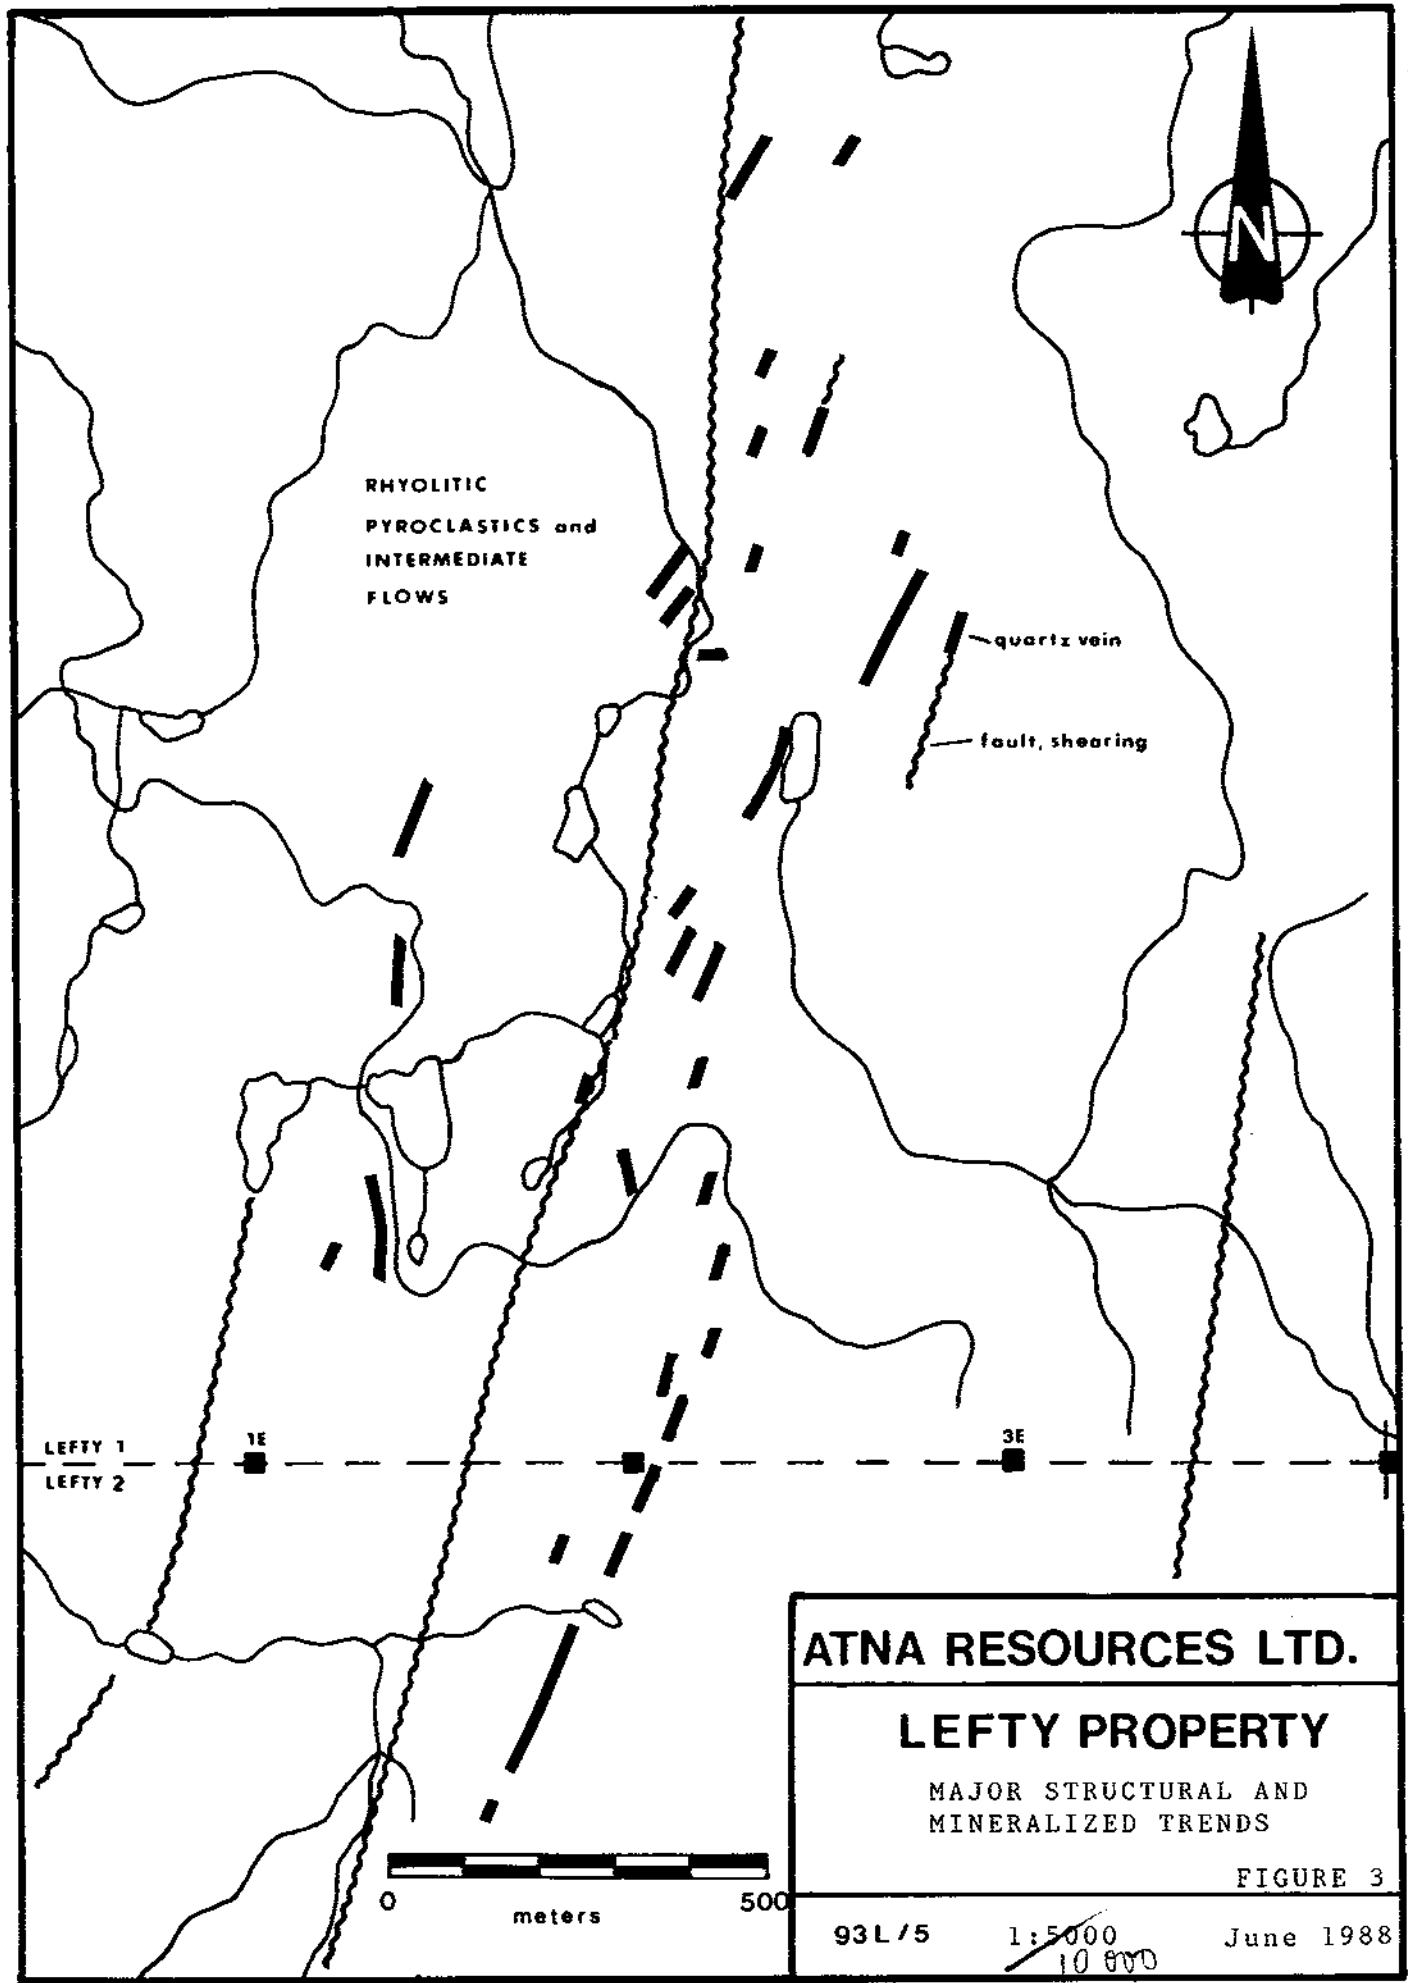 N
RHYOLITIC
PYROCLASTICS and
INTERMEDIATE
FLOWS
quartz vein
fault, shearing
LEFTY 1
1E
3E
LEFTY 2
ATNA RESOURCES LTD.
LEFTY PROPERTY
MAJOR STRUCTURAL AND
MINERALIZED TRENDS
FIGURE 3
0
500
meters
93L/5
1:5000
June 1988
10 000